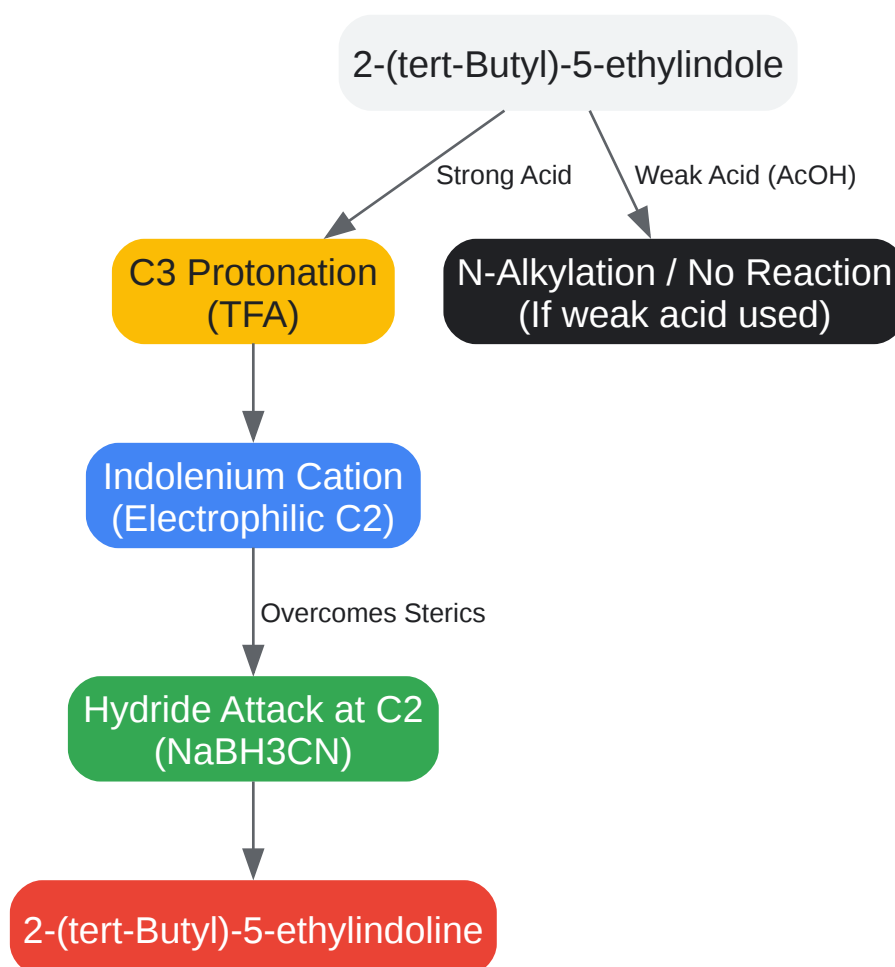 2-(tert-Butyl)-5-ethylindole
Strong Acid
Weak Acid (AcOH)
C3 Protonation
(TFA)
N-Alkylation / No Reaction
(If weak acid used)
Indolenium Cation
(Electrophilic C2)
Overcomes Sterics
Hydride Attack at C2
(NaBH3CN)
2-(tert-Butyl)-5-ethylindoline